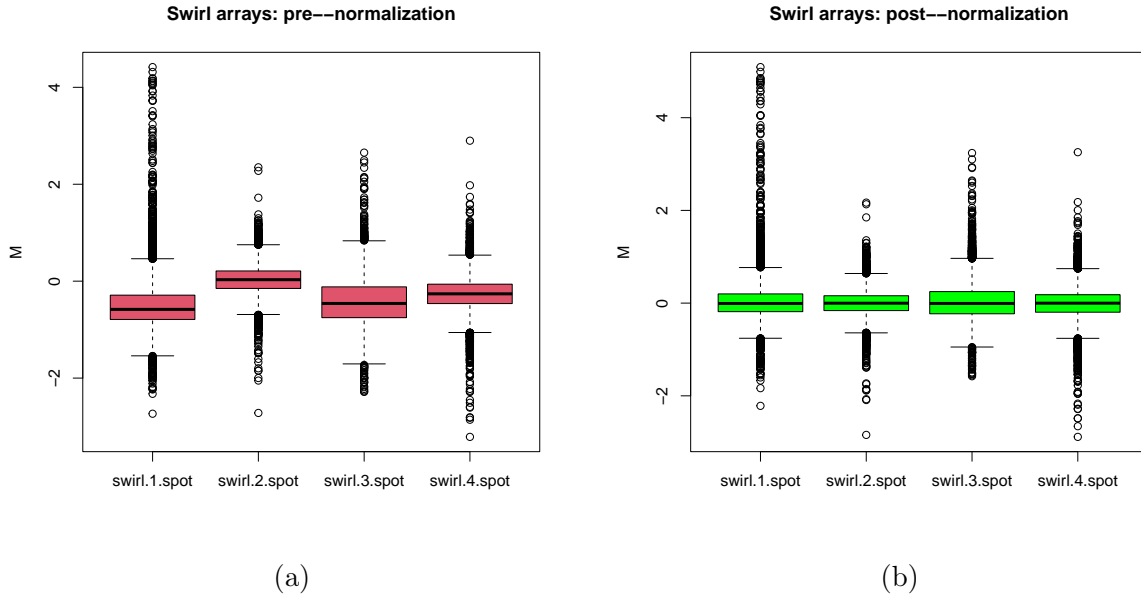 Swirl arrays: pre−−normalization
M
4
2
0
−2
swirl.1.spot swirl.2.spot swirl.3.spot swirl.4.spot
(a)
Swirl arrays: post−−normalization
M
4
2
0
−2
swirl.1.spot swirl.2.spot swirl.3.spot swirl.4.spot
(b)